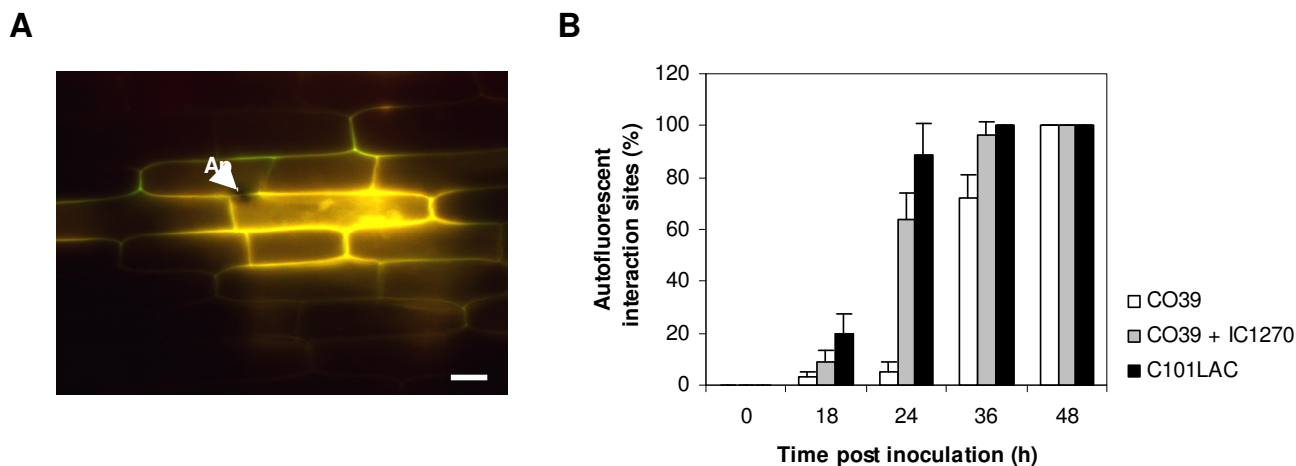 A
B
Ap
Autofluorescent
interaction sites (%)
120
100
80
60
40
20
0
0 18 24 36 48
Time post inoculation (h)
CO39
CO39 + IC1270
C101LAC